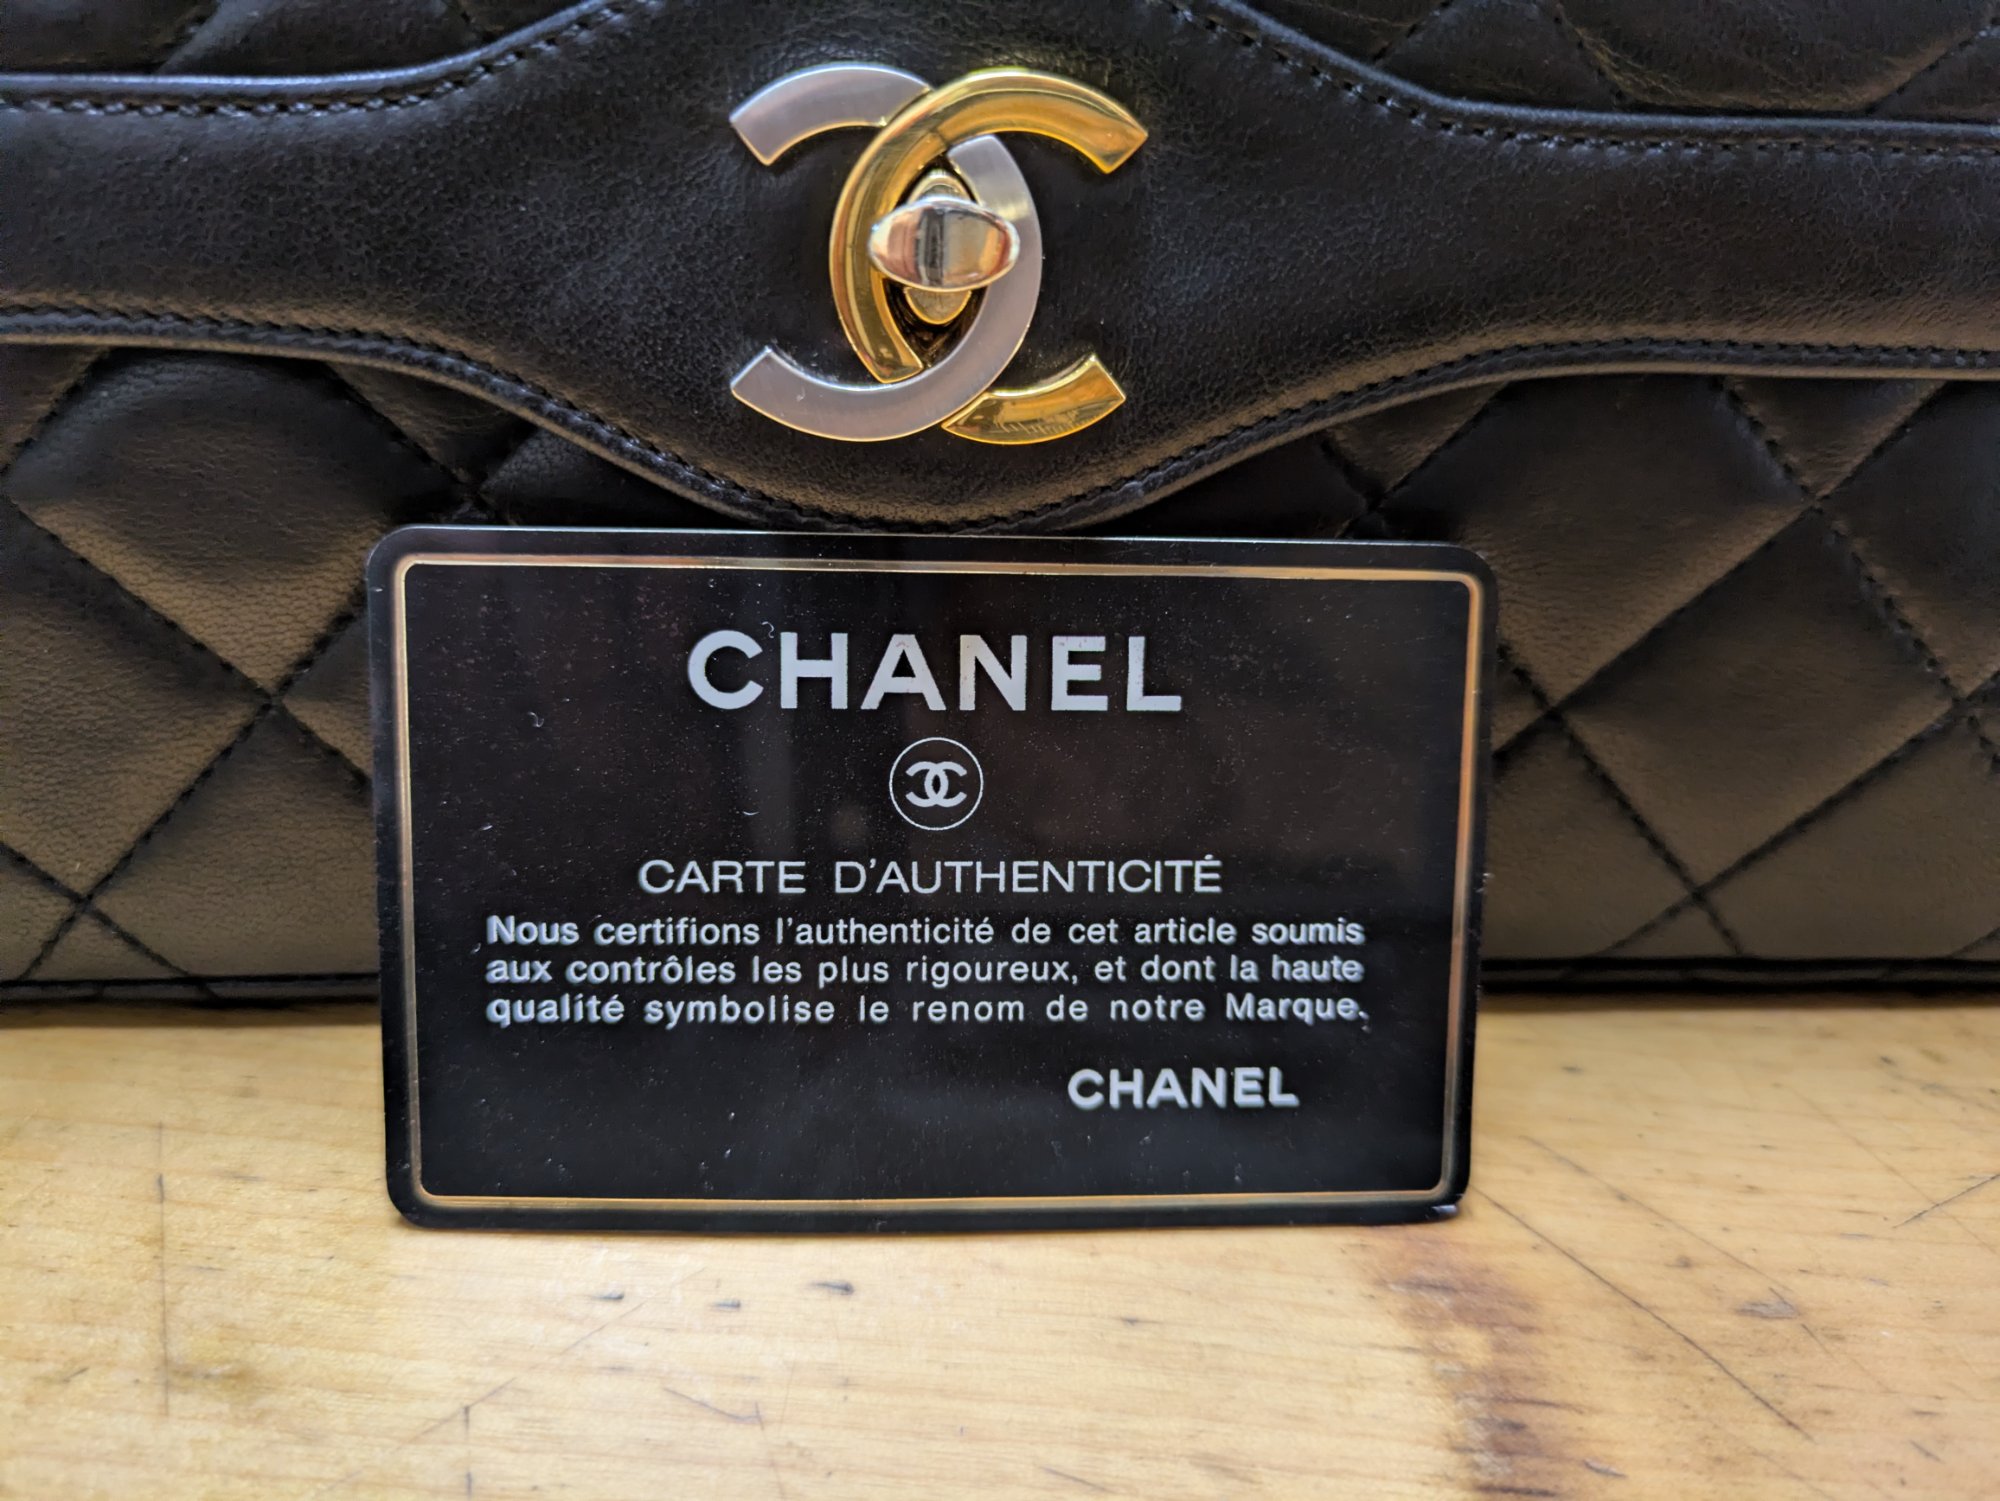 CHANEL
CARTE D'AUTHENTICITÉ
Nous certifions l'authenticité de cet article soumis
aux contrôles les plus rigoureux, et dont la haute
qualité symbolise le renom de notre Marque.
CHANEL